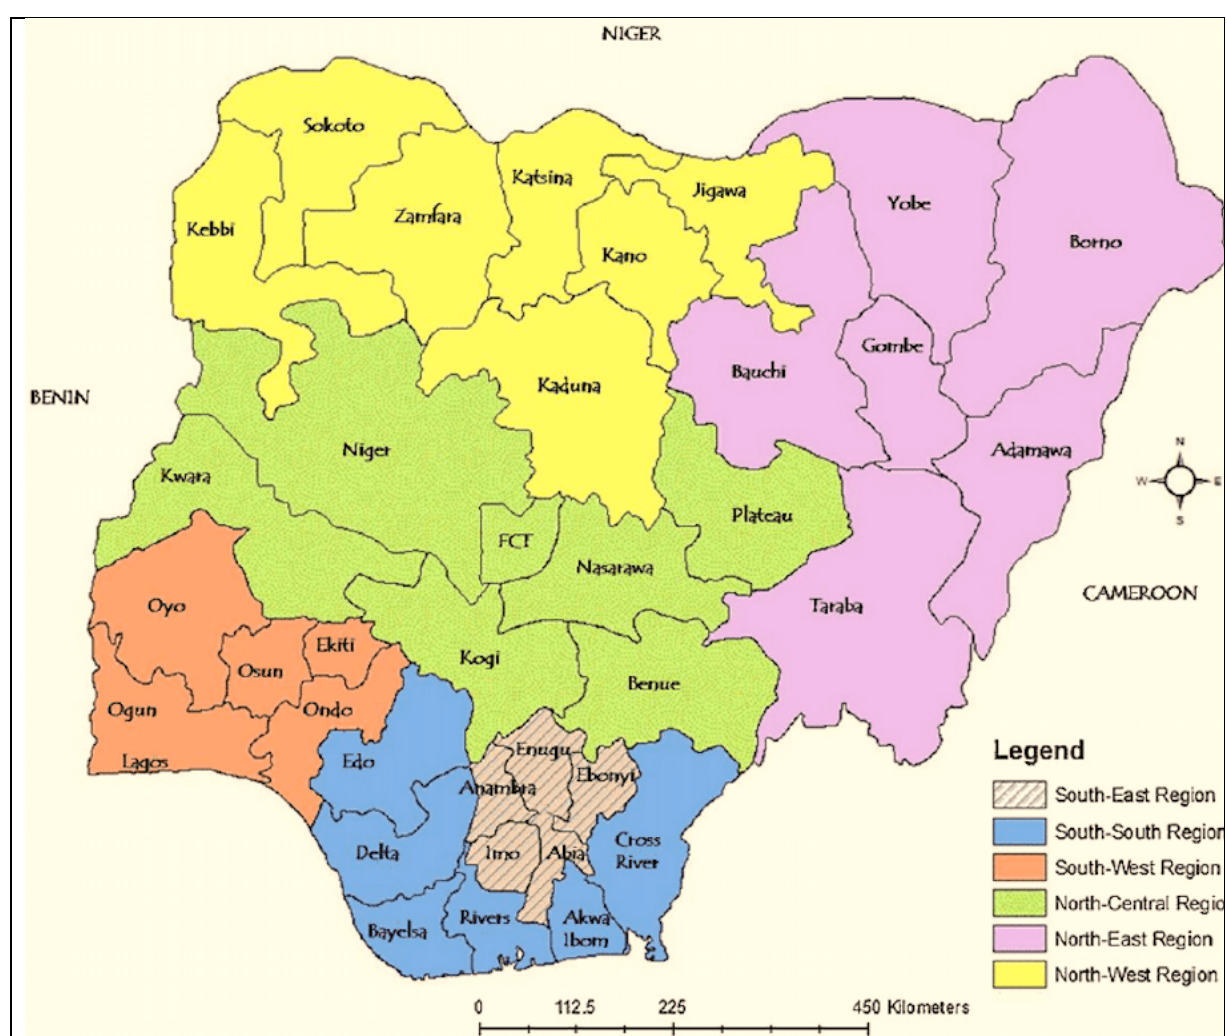 NIGER
Sokoto
Katsina
Jigawa
Kebbi
Zamfara
Yobe
Kano
Borno
Gombe
Bauchi
Kaduna
BENIN
Niger
Adamawa
Kwara
N
W E
S
Plateau
FCT
Nasarawa
CAMEROON
Oyo
Taraba
Ekiti
Osun
Kogi
Benue
Ogun
Ondo
Lagos
Edo
Enugu
Ebonyi
Anambra
Delta
Imo
Abia
Cross
River
Bayelsa
Rivers
Akwa
Ibom
Legend
South-East Region
South-South Region
South-West Region
North-Central Regio
North-East Region
North-West Region
0 112.5 225 450 Kilometers